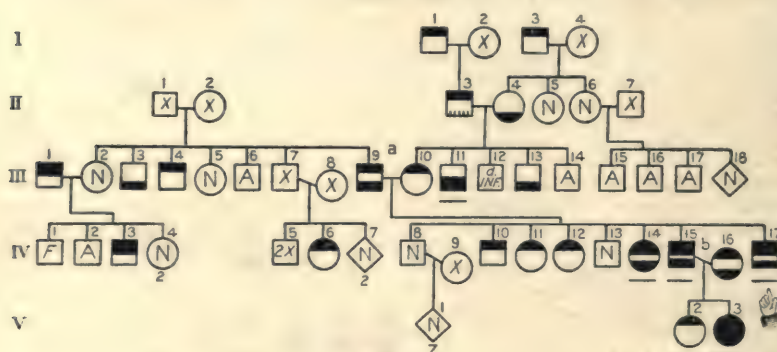 1 2 3 4
I X X
1 2 3 4 5 6 7
II X X N N X
1 2 3 4 5 6 7 8 9 a 10 11 12 13 14 15 16 17 18
III N N A X X d. INF. A A A A N
1 2 3 4 5 6 7 8 9 10 11 12 13 14 15 b 16 17
IV F A N 2X N N X N
2 2
1 2 3
V N
7